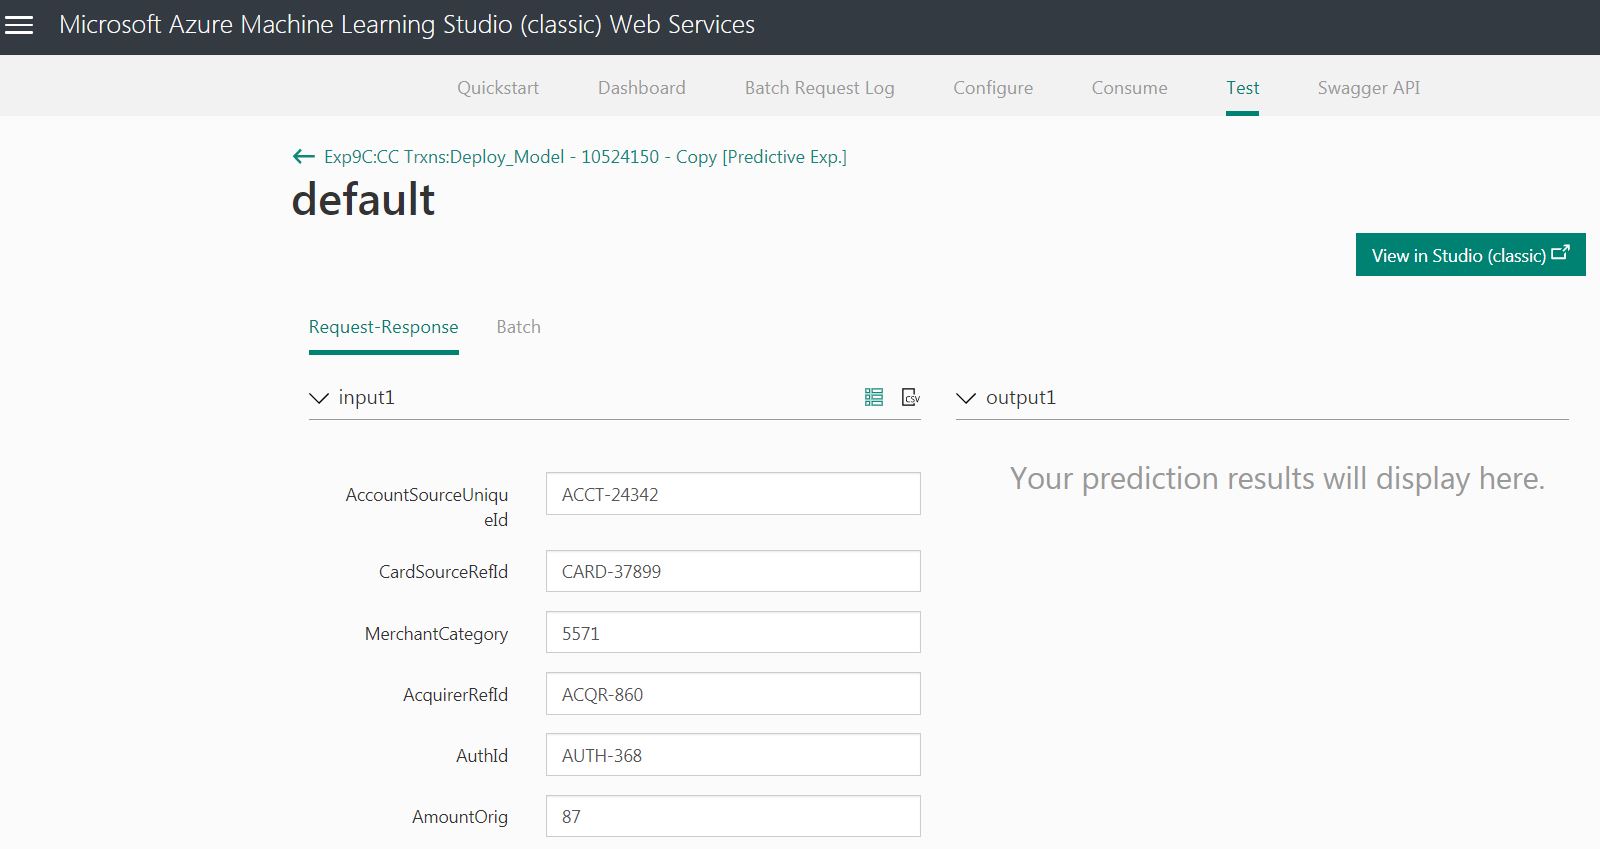 Microsoft Azure Machine Learning Studio (classic) Web Services
Quickstart Dashboard Batch Request Log Configure Consume Test Swagger API
Exp9C:CC Trxns:Deploy_Model - 10524150 - Copy [Predictive Exp.]
default
View in Studio (classic)
Request-Response Batch
input1
CSV
output1
Your prediction results will display here.
AccountSourceUniqu
eId
ACCT-24342
CardSourceRefId
CARD-37899
MerchantCategory
5571
AcquirerRefId
ACQR-860
AuthId
AUTH-368
AmountOrig
87